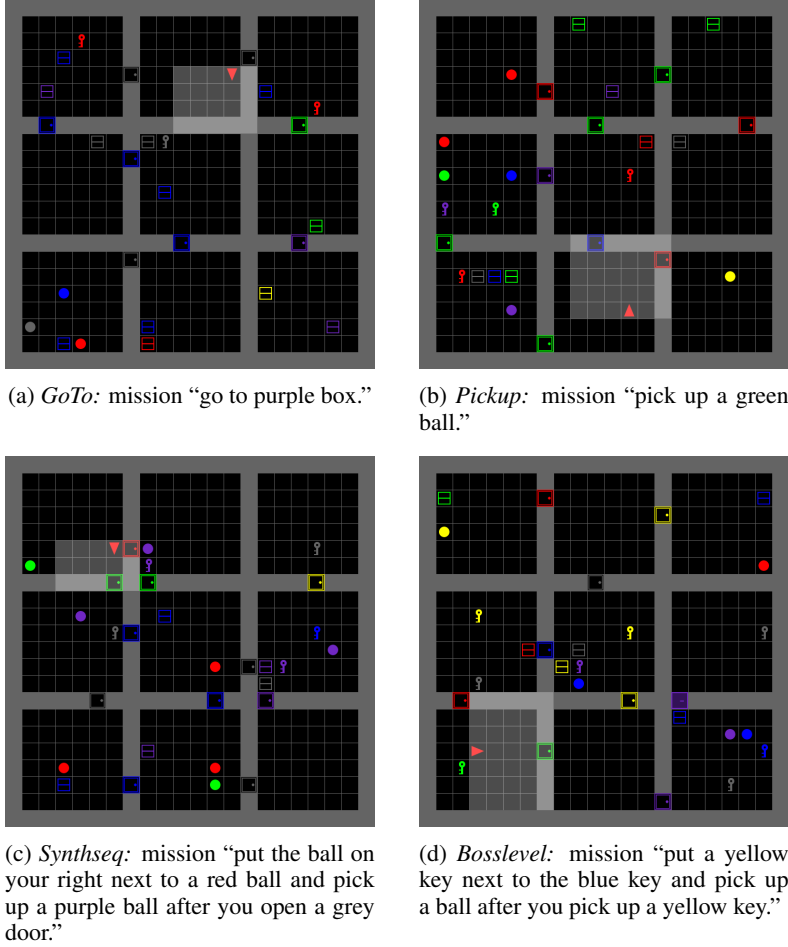 (a) GoTo: mission “go to purple box.”
(b) Pickup: mission “pick up a green
ball.”
(c) Synthseq: mission “put the ball on
your right next to a red ball and pick
up a purple ball after you open a grey
door.”
(d) Bosslevel: mission “put a yellow
key next to the blue key and pick up
a ball after you pick up a yellow key.”